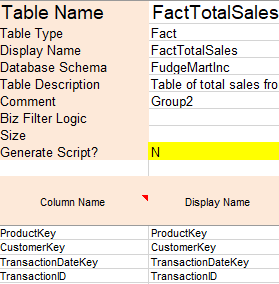 Table Name FactTotalSales
Table Type Fact
Display Name FactTotalSales
Database Schema FudgeMartInc
Table Description Table of total sales fro
Comment Group2
Biz Filter Logic
Size
Generate Script? N
Column Name Display Name
ProductKey ProductKey
CustomerKey CustomerKey
TransactionDateKey TransactionDateKey
TransactionID TransactionID